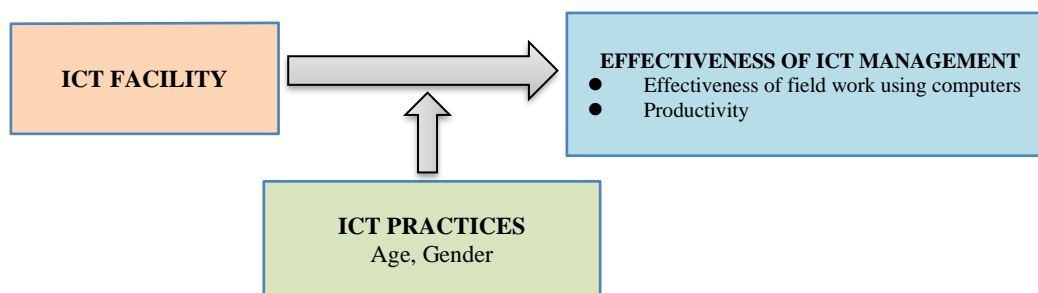 ICT FACILITY
EFFECTIVENESS OF ICT MANAGEMENT
● Effectiveness of field work using computers
● Productivity
ICT PRACTICES
Age, Gender